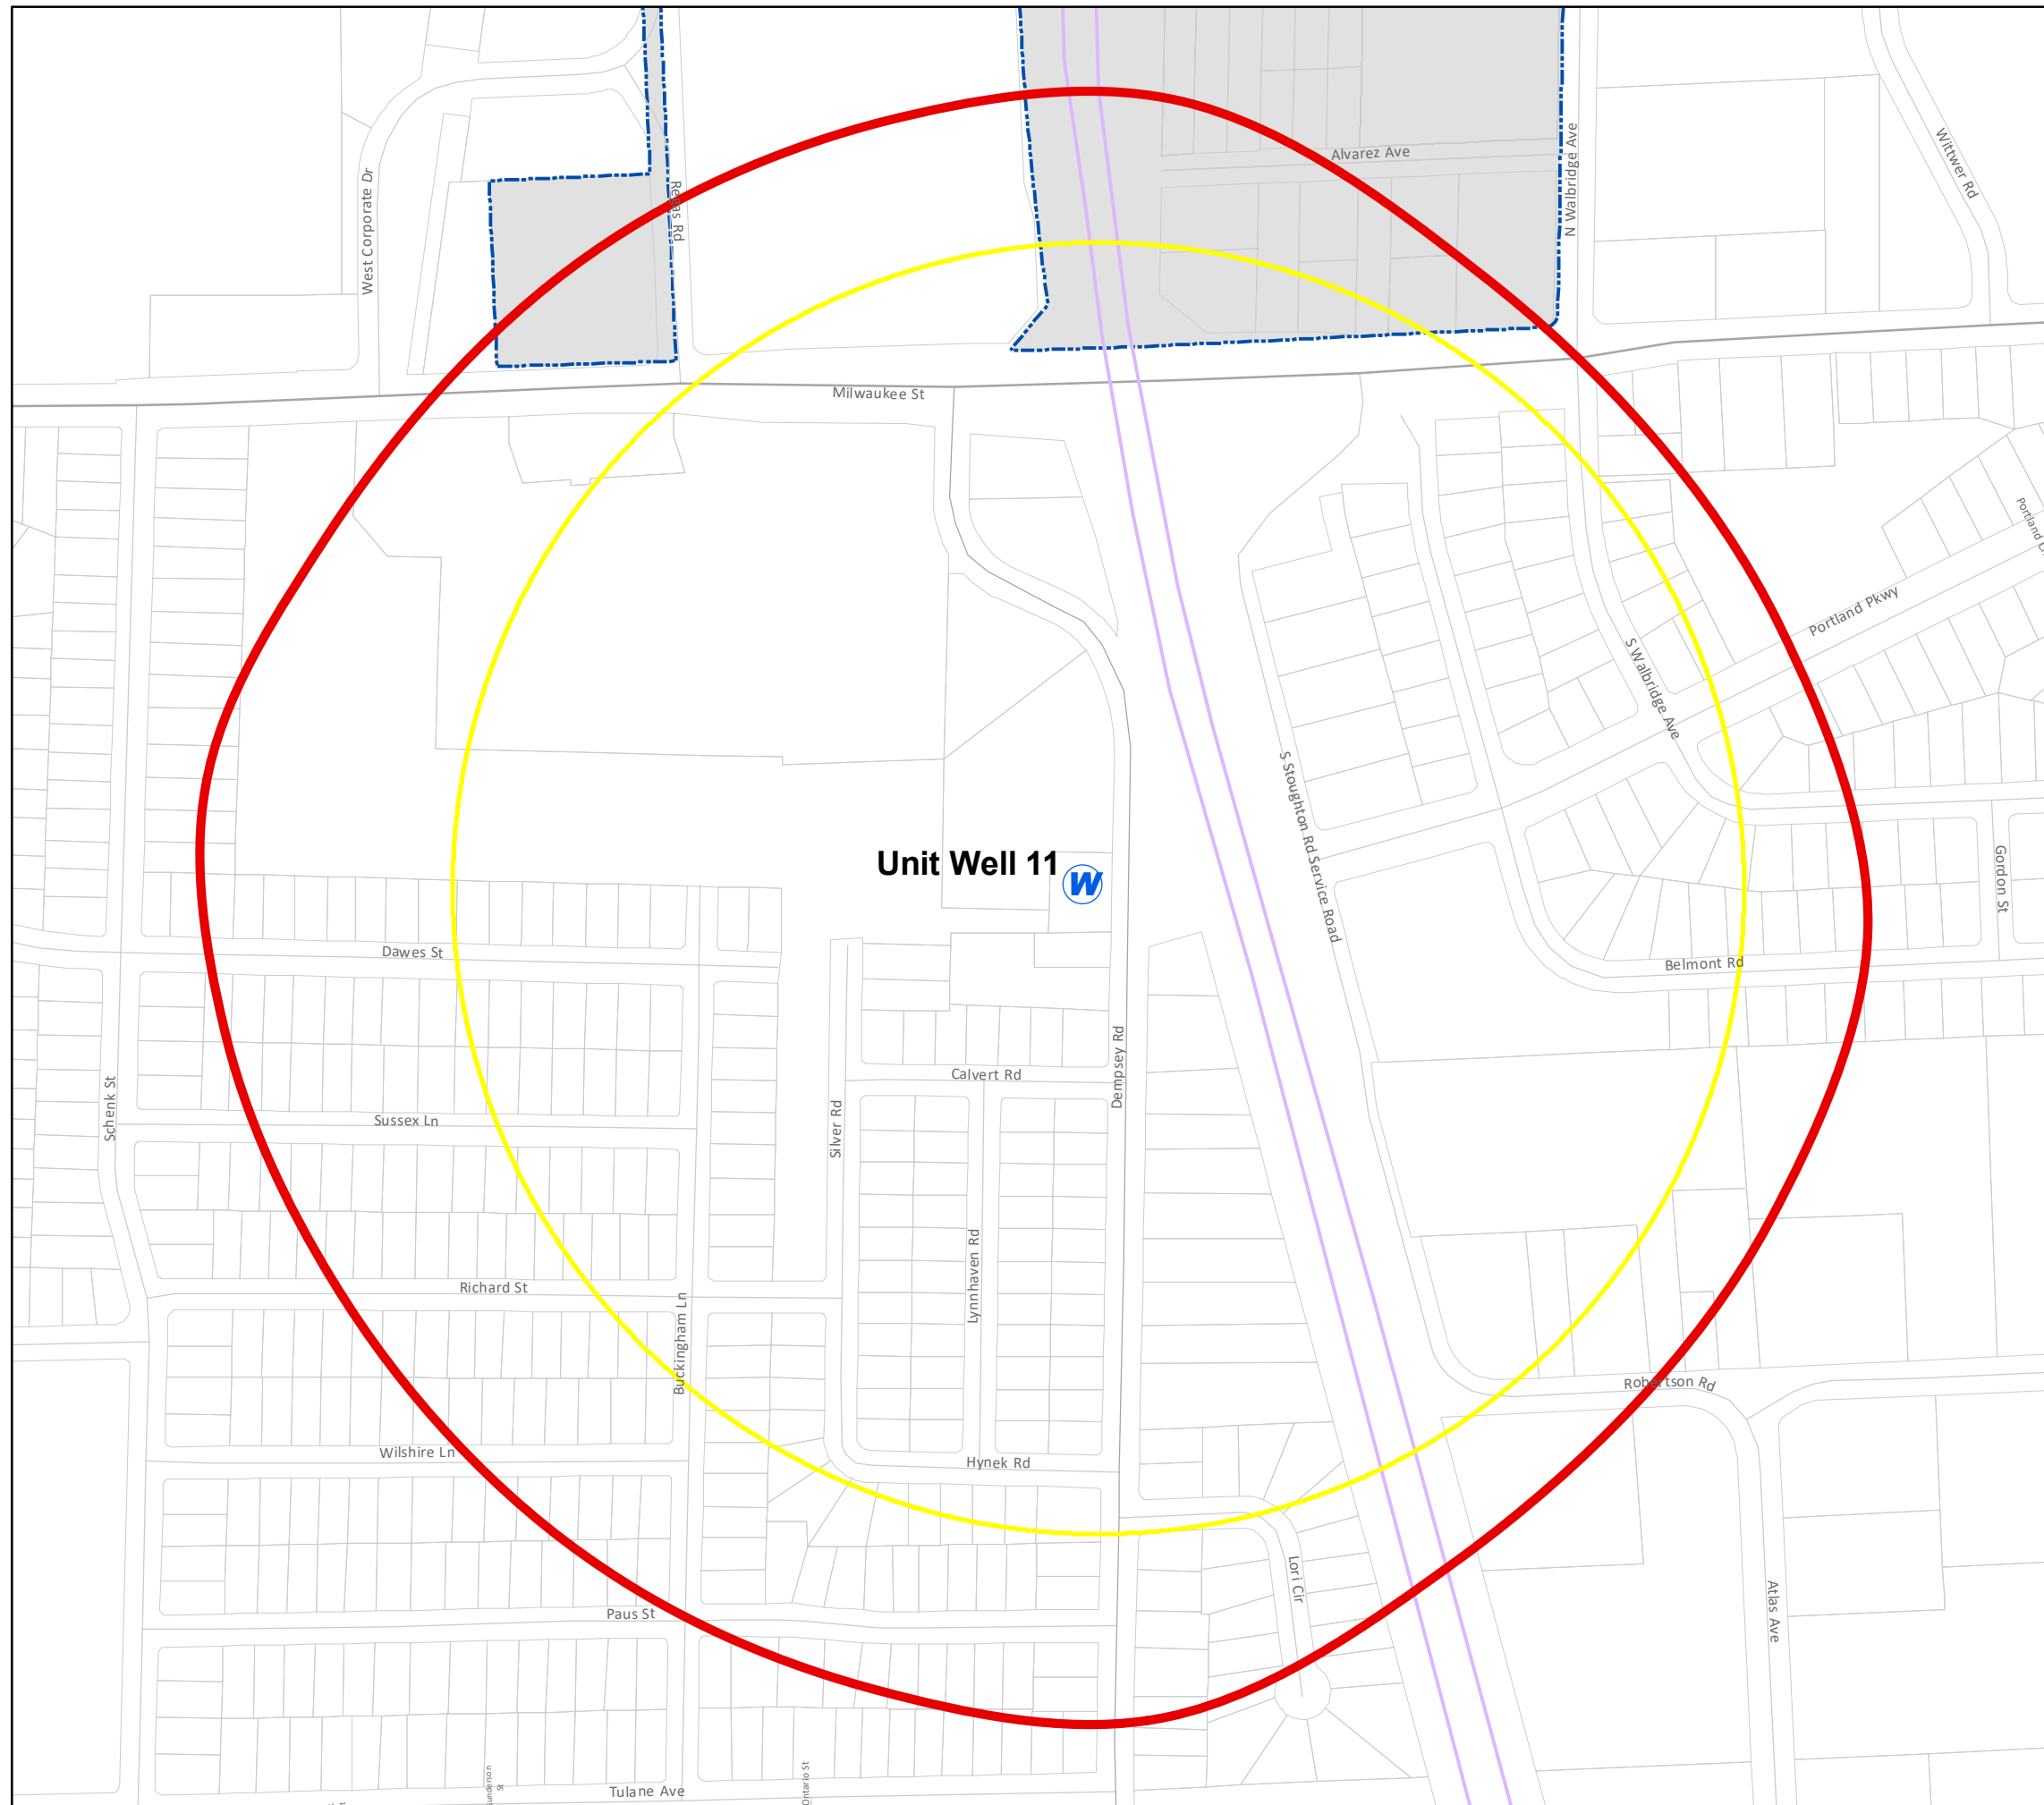 Alvarez Ave
N Walbridge Ave
Wittwer Rd
West Corporate Dr
Regas Rd
Milwaukee St
Portland
Portland Pkwy
S Walbridge Ave
S Stoughton Rd Service Road
Unit Well 11
W
Gordon St
Dawes St
Belmont Rd
Dempsey Rd
Calvert Rd
Schenk St
Sussex Ln
Silver Rd
Lynnhaven Rd
Richard St
Buckingham Ln
Robertson Rd
Wilshire Ln
Hynek Rd
Lori Cir
Atlas Ave
Paus St
Tulane Ave
Ontario St
St